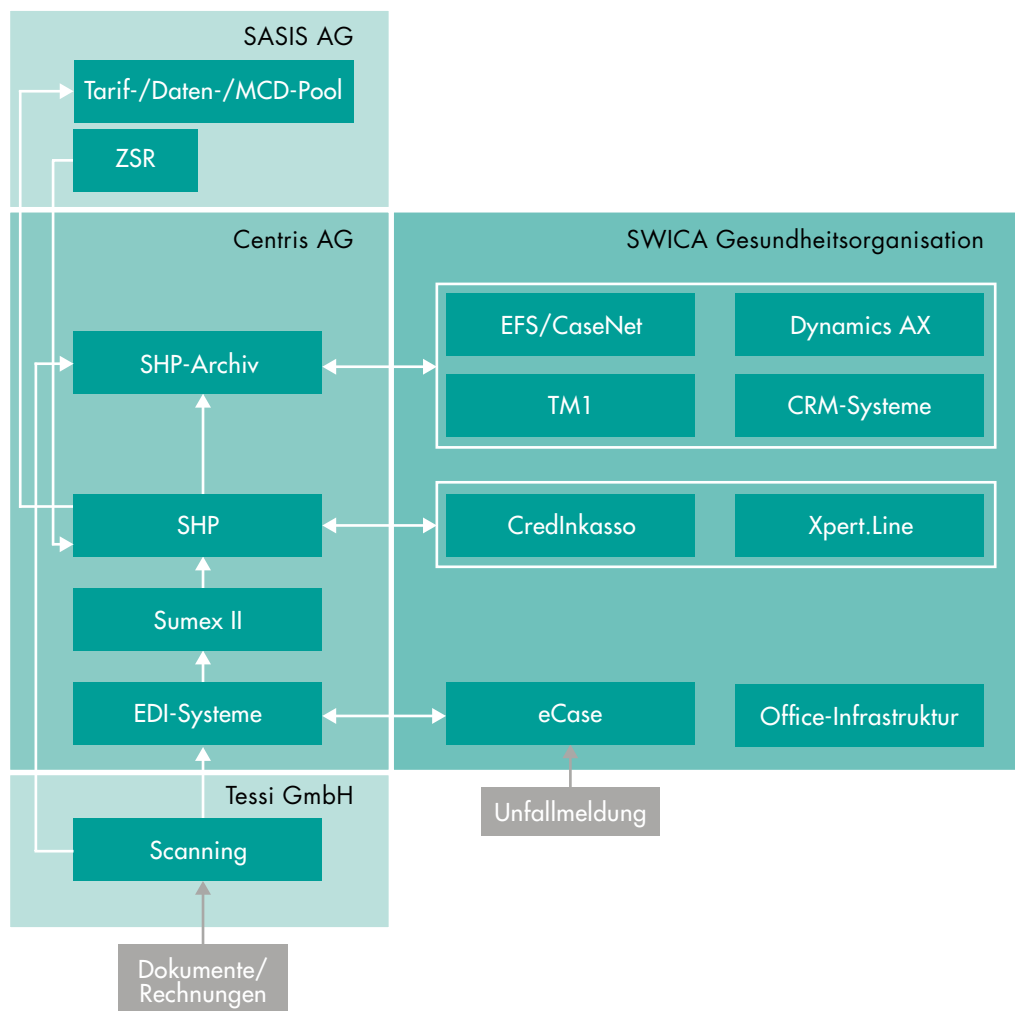 SASIS AG
Tarif-/Daten-/MCD-Pool
ZSR
Centris AG
SHP-Archiv
SHP
Sumex II
EDI-Systeme
SWICA Gesundheitsorganisation
EFS/CaseNet
Dynamics AX
TM1
CRM-Systeme
CredInkasso
Xpert.Line
eCase
Office-Infrastruktur
Unfallmeldung
Tessi GmbH
Scanning
Dokumente/
Rechnungen